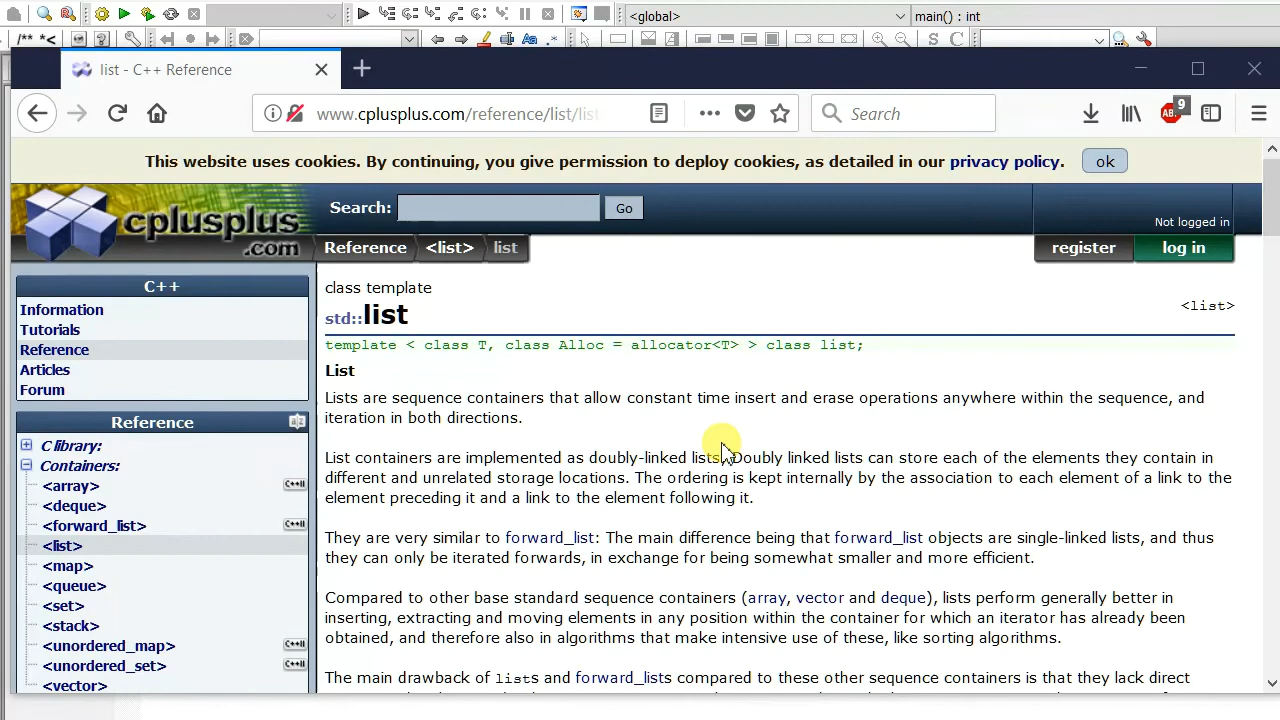 <global>
main() : int
/** *<
Aa
.*
S
C
list - C++ Reference
www.cplusplus.com/reference/list/list
Search
ABP
9
This website uses cookies. By continuing, you give permission to deploy cookies, as detailed in our privacy policy.
ok
cplusplus
.com
Search:
Go
Not logged in
Reference
<list>
list
register
log in
C++
Information
Tutorials
Reference
Articles
Forum
Reference
C library:
Containers:
<array>
C++11
<deque>
<forward_list>
C++11
<list>
<map>
<queue>
<set>
<stack>
<unordered_map>
C++11
<unordered_set>
C++11
<vector>
class template
<list>
std::list
template < class T, class Alloc = allocator<T> > class list;
List
Lists are sequence containers that allow constant time insert and erase operations anywhere within the sequence, and
iteration in both directions.
List containers are implemented as doubly-linked lists; Doubly linked lists can store each of the elements they contain in
different and unrelated storage locations. The ordering is kept internally by the association to each element of a link to the
element preceding it and a link to the element following it.
They are very similar to forward_list: The main difference being that forward_list objects are single-linked lists, and thus
they can only be iterated forwards, in exchange for being somewhat smaller and more efficient.
Compared to other base standard sequence containers (array, vector and deque), lists perform generally better in
inserting, extracting and moving elements in any position within the container for which an iterator has already been
obtained, and therefore also in algorithms that make intensive use of these, like sorting algorithms.
The main drawback of lists and forward_lists compared to these other sequence containers is that they lack direct